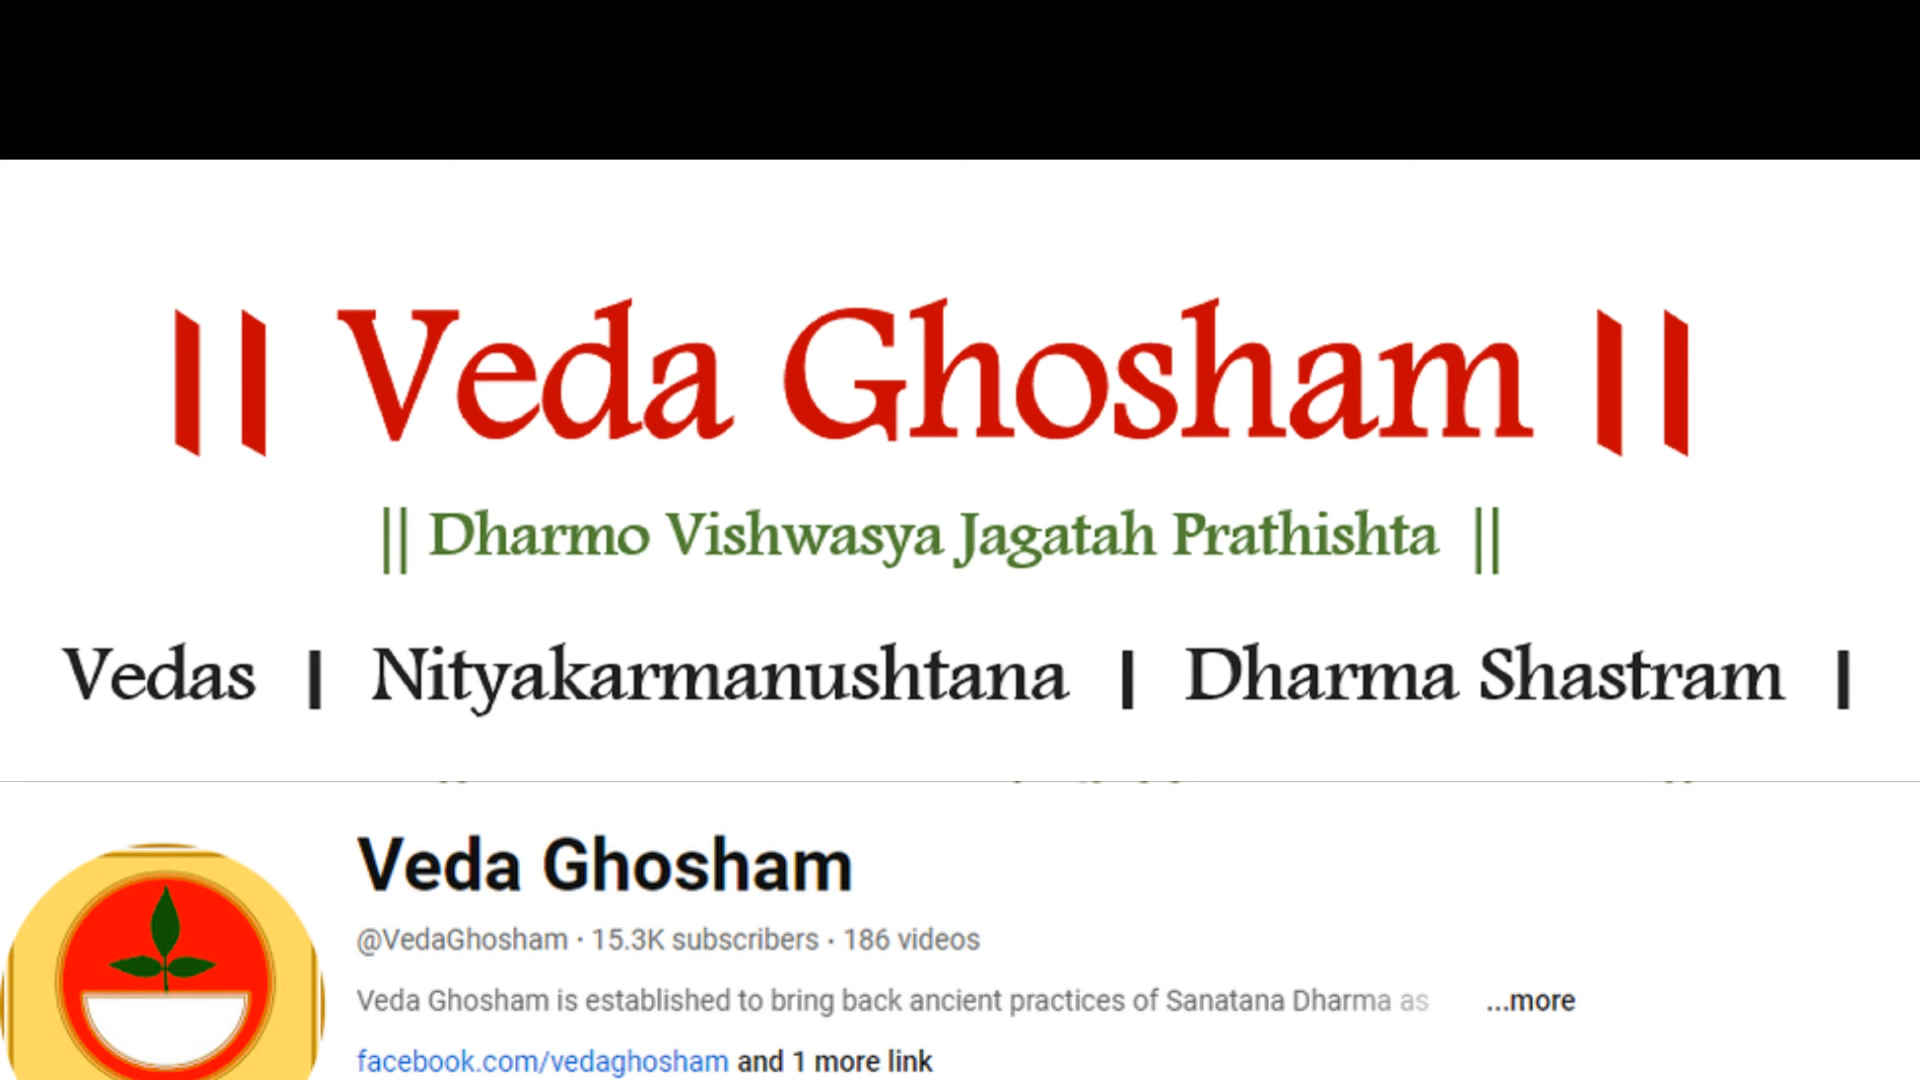 || Veda Ghosham ||
|| Dharmo Vishwasya Jagatah Prathishta ||
Vedas | Nityakarmanushtana | Dharma Shastram |
Veda Ghosham
@VedaGhosham · 15.3K subscribers · 186 videos
Veda Ghosham is established to bring back ancient practices of Sanatana Dharma as ...more
facebook.com/vedaghosham and 1 more link